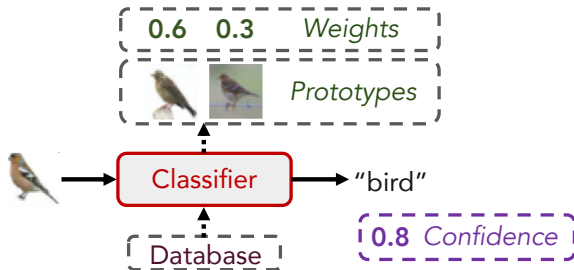 0.6 0.3 Weights
Prototypes
Classifier
“bird”
0.8 Confidence
Database